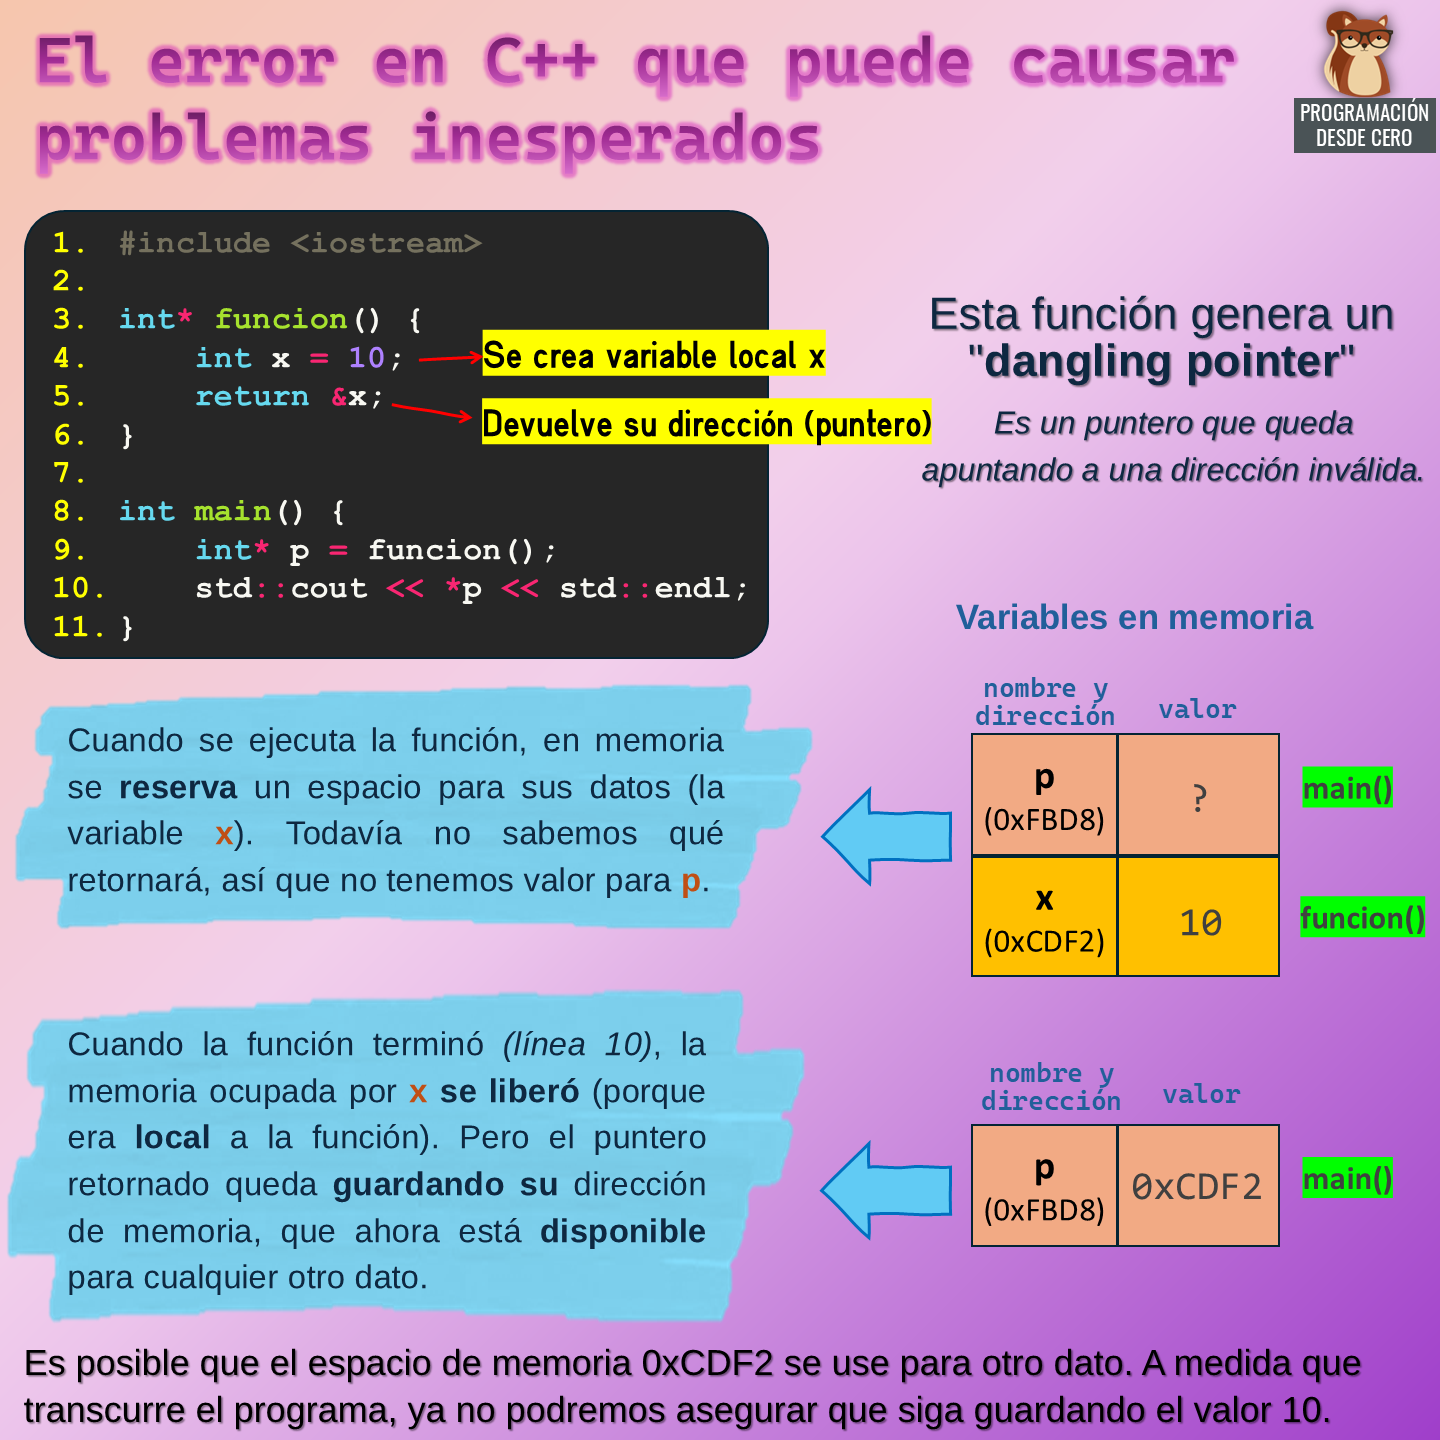 El error en C++ que puede causar
problemas inesperados
PROGRAMACIÓN
DESDE CERO
1. #include <iostream>
2.
3. int* funcion() {
4.     int x = 10;
Se crea variable local x
5.     return &x;
Devuelve su dirección (puntero)
6. }
7.
8. int main() {
9.     int* p = funcion();
10.     std::cout << *p << std::endl;
11. }
Esta función genera un
"dangling pointer"
Es un puntero que queda
apuntando a una dirección inválida.
Variables en memoria
Cuando se ejecuta la función, en memoria
se reserva un espacio para sus datos (la
variable x). Todavía no sabemos qué
retornará, así que no tenemos valor para p.
nombre y
dirección
valor
p
(0xFBD8)
?
main()
x
(0xCDF2)
10
funcion()
Cuando la función terminó (línea 10), la
memoria ocupada por x se liberó (porque
era local a la función). Pero el puntero
retornado queda guardando su dirección
de memoria, que ahora está disponible
para cualquier otro dato.
nombre y
dirección
valor
p
(0xFBD8)
0xCDF2
main()
Es posible que el espacio de memoria 0xCDF2 se use para otro dato. A medida que
transcurre el programa, ya no podremos asegurar que siga guardando el valor 10.